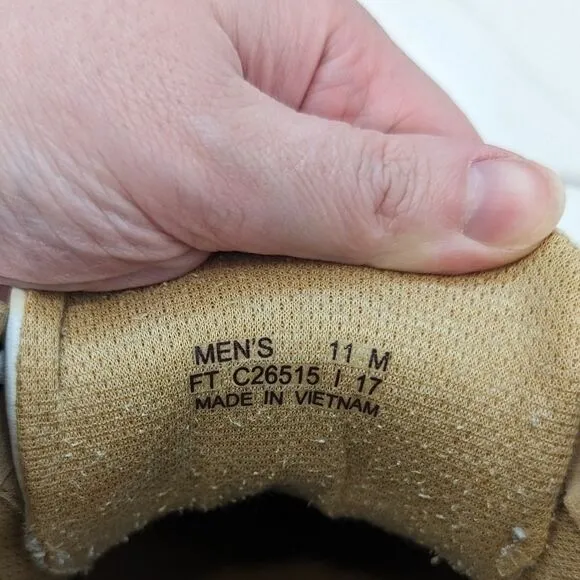 MEN'S 11 M
FT C26515 I 17
MADE IN VIETNAM